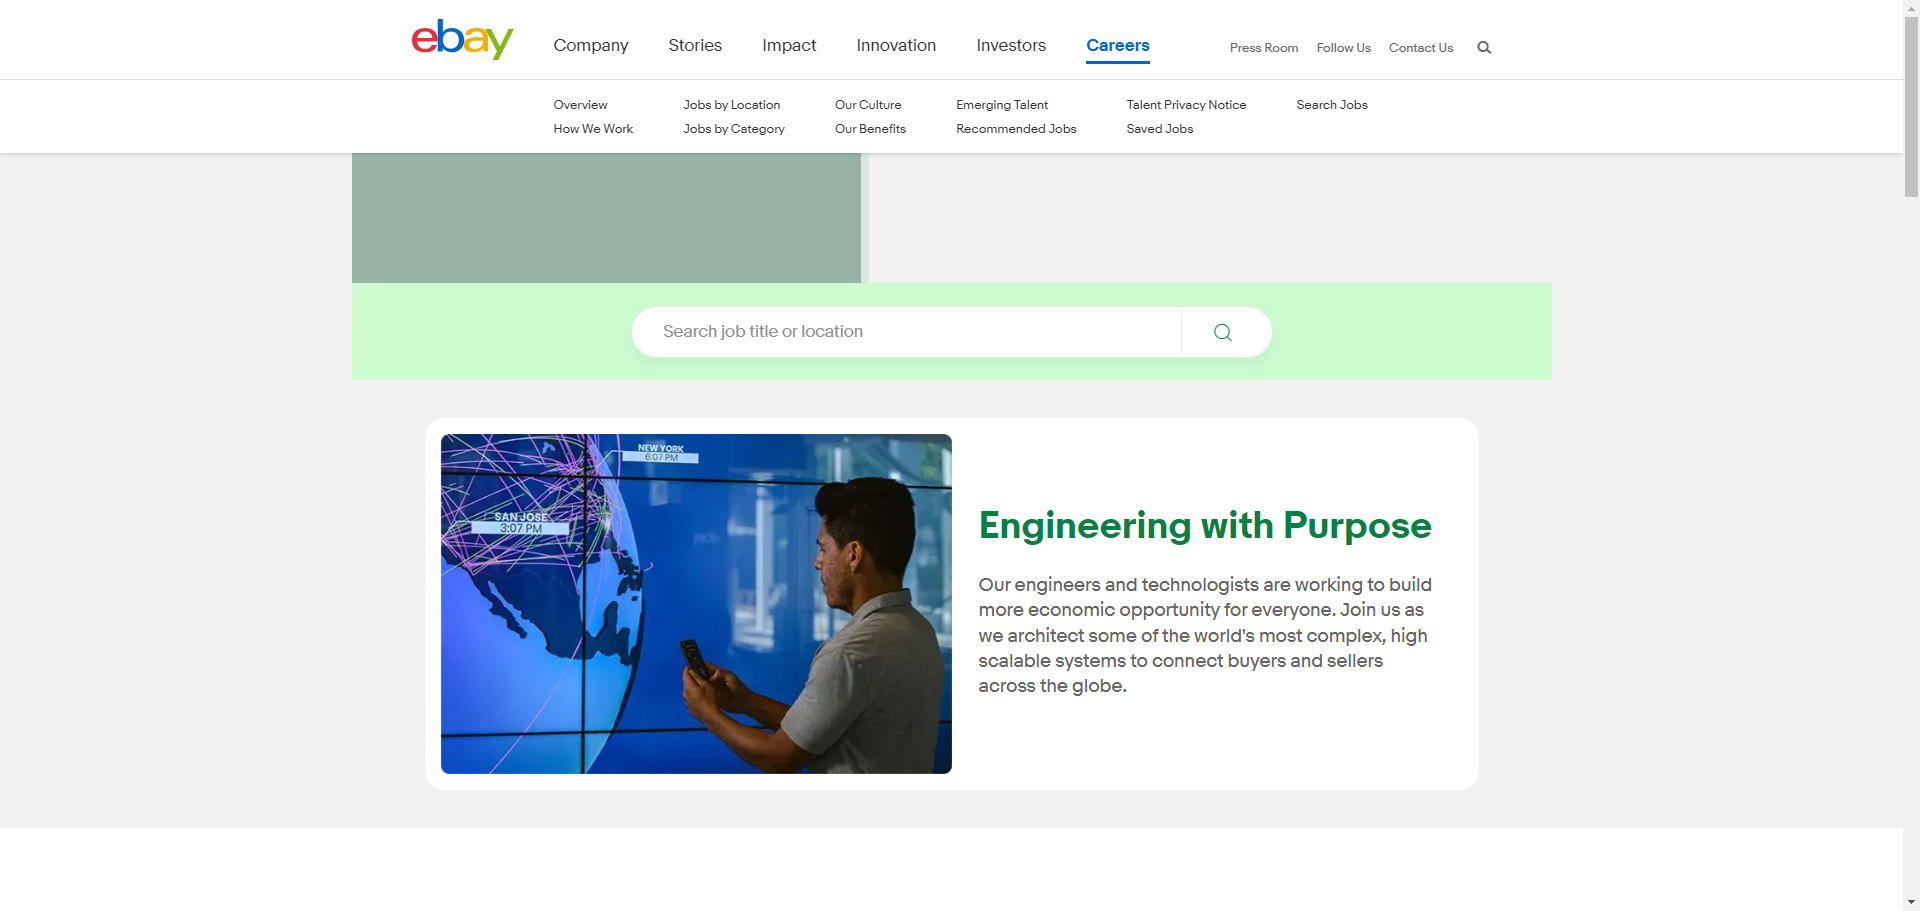 ebay
Company Stories Impact Innovation Investors Careers Press Room Follow Us Contact Us
Overview Jobs by Location Our Culture Emerging Talent Talent Privacy Notice Search Jobs
How We Work Jobs by Category Our Benefits Recommended Jobs Saved Jobs
Search job title or location
NEW YORK
6:07 PM
SAN JOSE
3:07 PM
Engineering with Purpose
Our engineers and technologists are working to build
more economic opportunity for everyone. Join us as
we architect some of the world's most complex, high
scalable systems to connect buyers and sellers
across the globe.